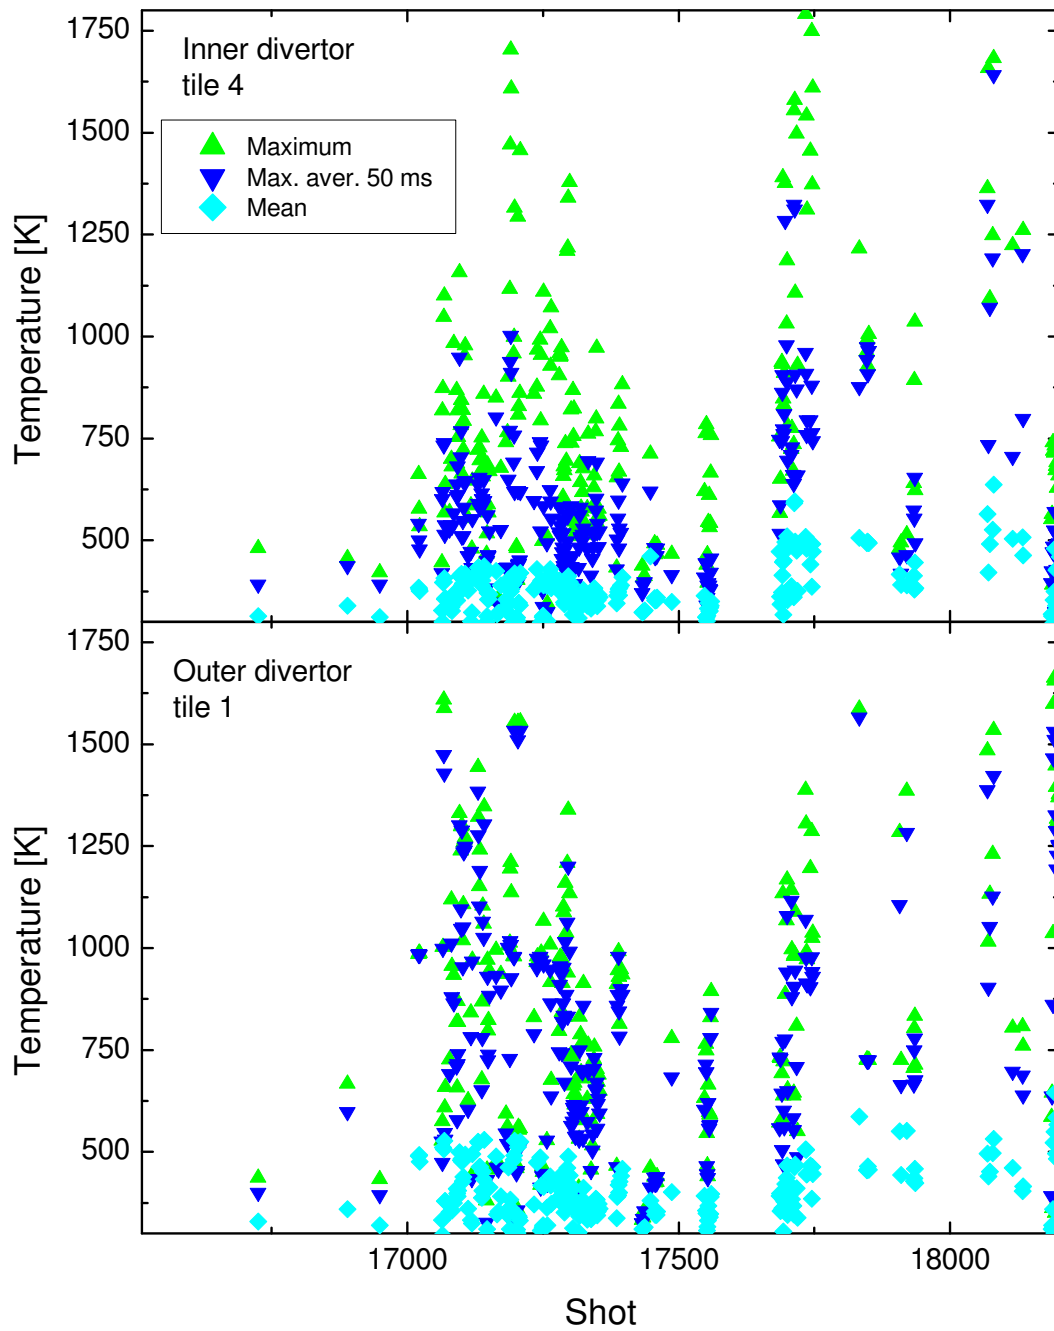 1750
1500
1250
1000
750
500
Temperature [K]
Inner divertor
tile 4
Maximum
Max. aver. 50 ms
Mean
1750
1500
1250
1000
750
500
Temperature [K]
Outer divertor
tile 1
17000 17500 18000
Shot